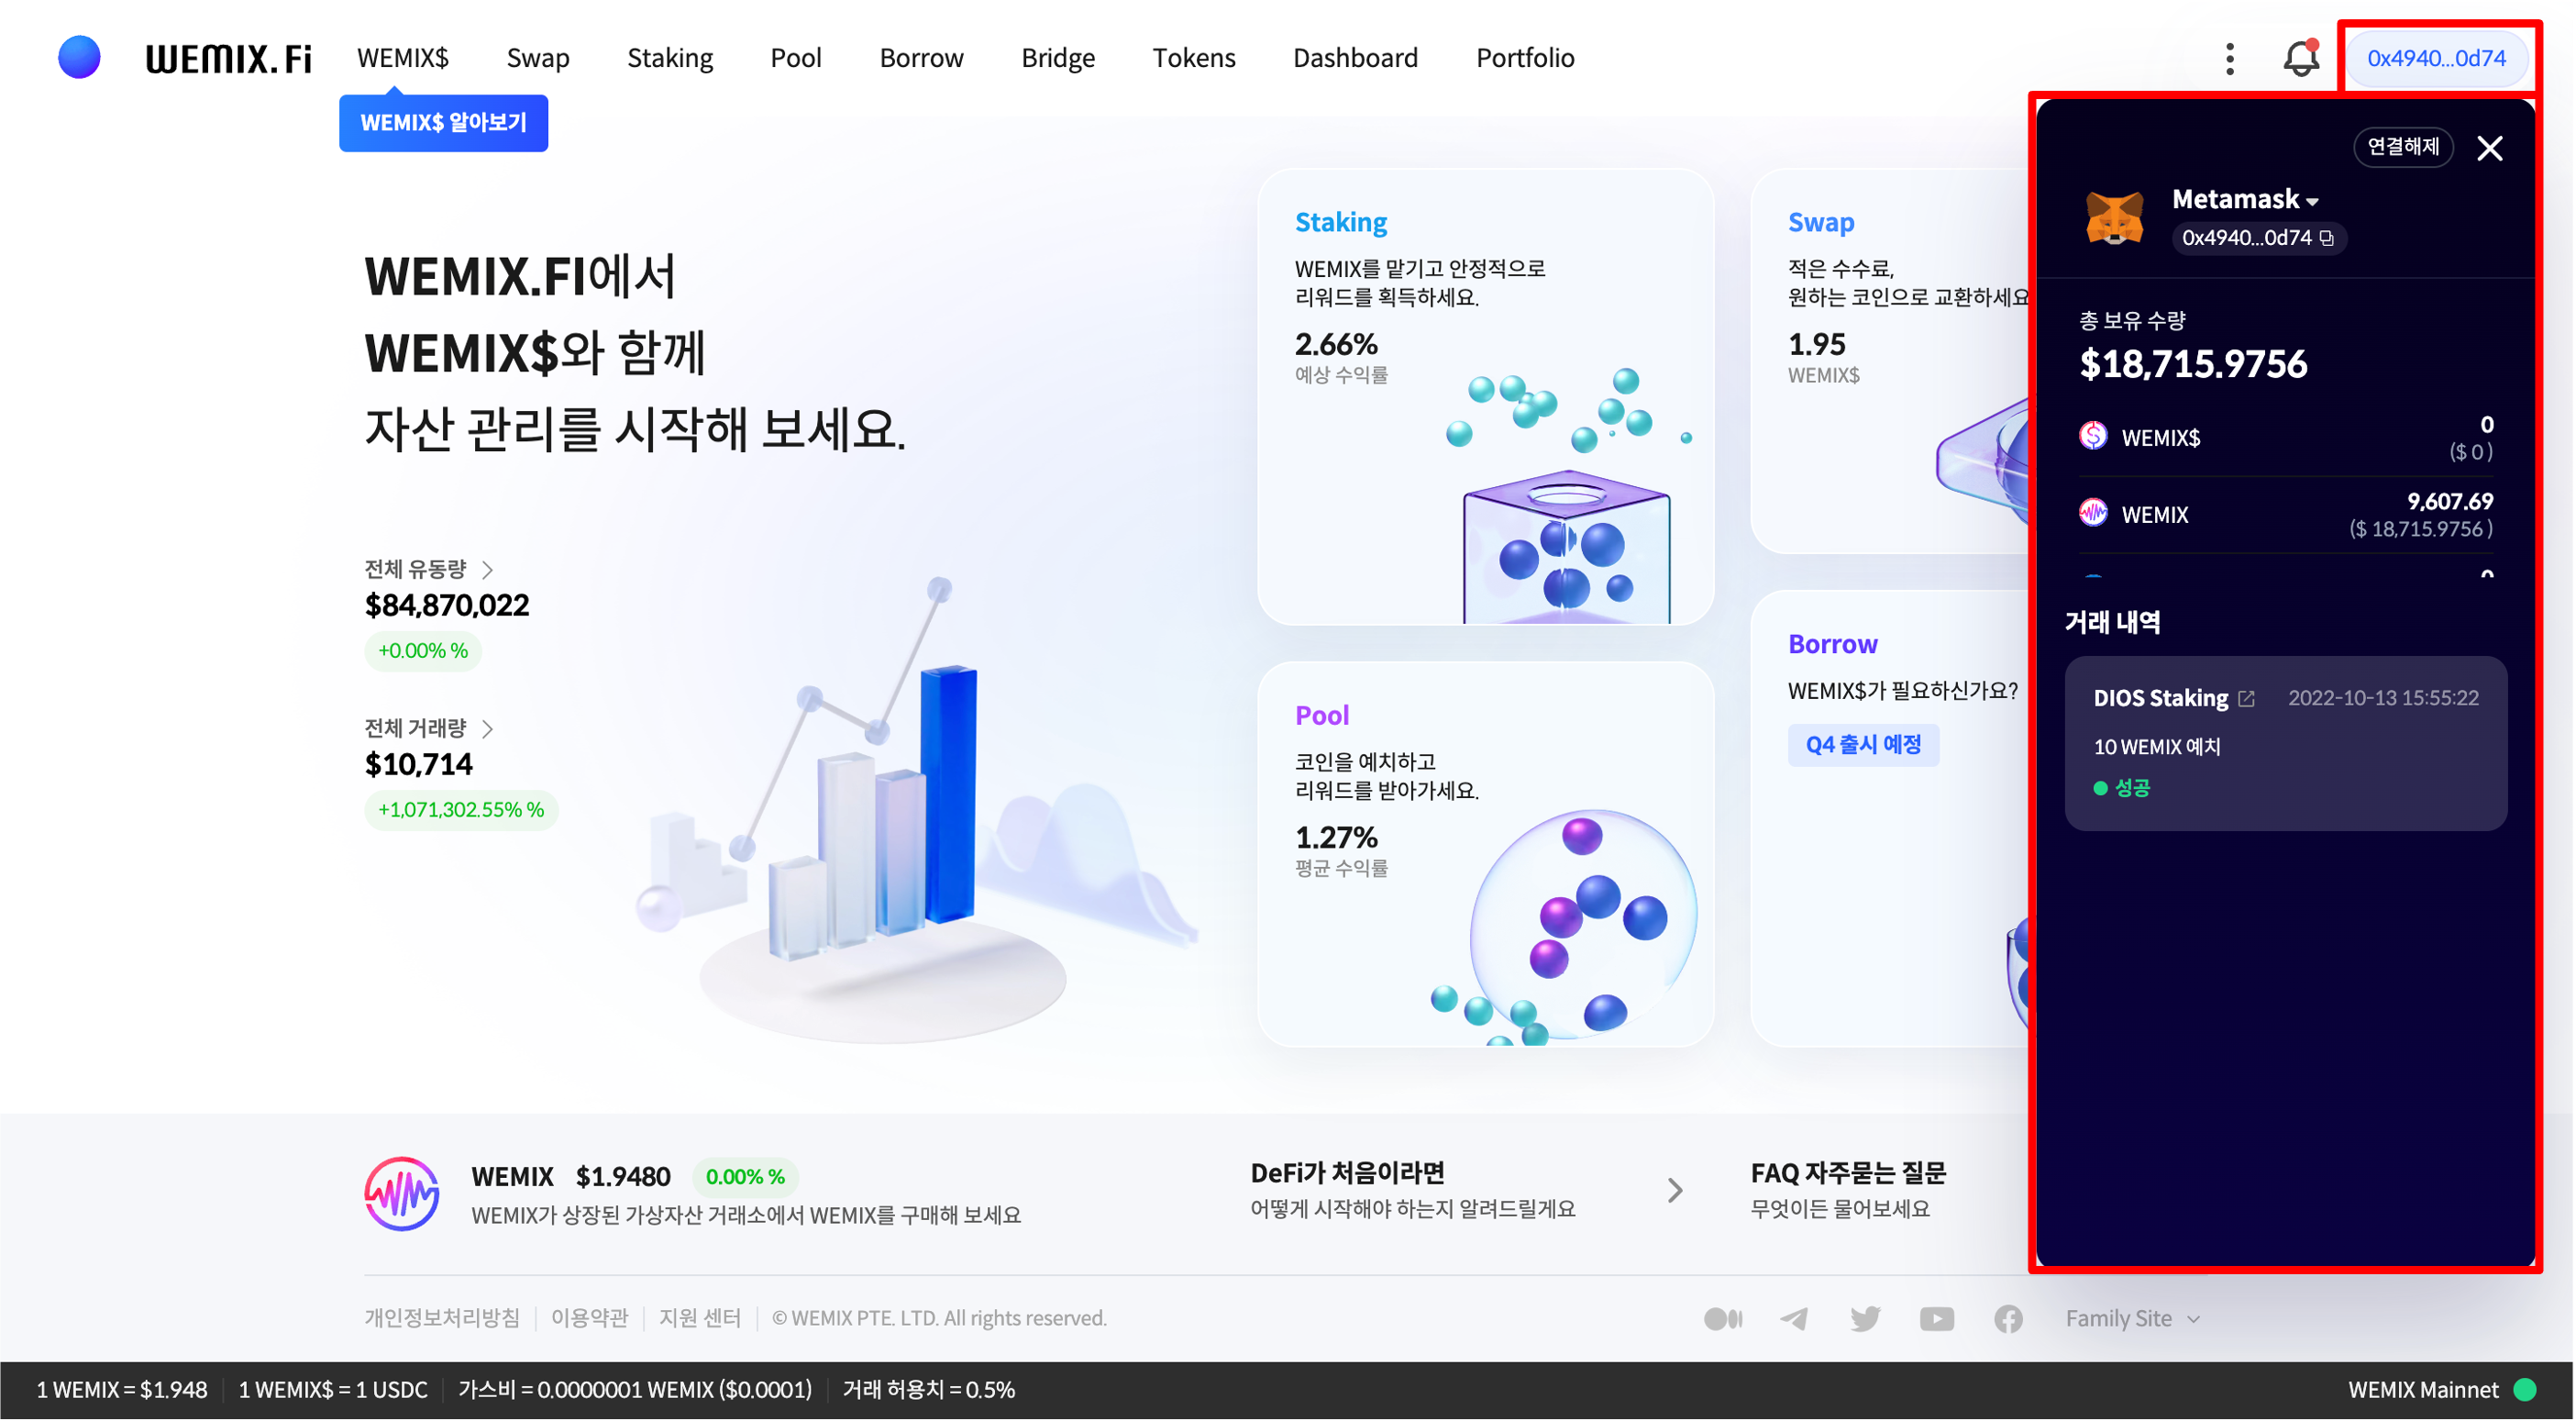 WEMIX.Fi
WEMIX$
Swap
Staking
Pool
Borrow
Bridge
Tokens
Dashboard
Portfolio
0x4940...0d74
WEMIX$ 알아보기
WEMIX.FI에서
WEMIX$와 함께
자산 관리를 시작해 보세요.
전체 유동량
$84,870,022
+0.00% %
전체 거래량
$10,714
+1,071,302.55% %
Staking
WEMIX를 맡기고 안정적으로
리워드를 획득하세요.
2.66%
예상 수익률
Swap
적은 수수료,
원하는 코인으로 교환하세요
1.95
WEMIX$
Pool
코인을 예치하고
리워드를 받아가세요.
1.27%
평균 수익률
Borrow
WEMIX$가 필요하신가요?
Q4 출시 예정
연결해제
Metamask
0x4940...0d74
총 보유 수량
$18,715.9756
WEMIX$
0
($ 0 )
WEMIX
9,607.69
($ 18,715.9756 )
거래 내역
DIOS Staking
2022-10-13 15:55:22
10 WEMIX 예치
성공
WEMIX $1.9480 0.00% %
WEMIX가 상장된 가상자산 거래소에서 WEMIX를 구매해 보세요
DeFi가 처음이라면
어떻게 시작해야 하는지 알려드릴게요
FAQ 자주묻는 질문
무엇이든 물어보세요
개인정보처리방침
이용약관
지원 센터
© WEMIX PTE. LTD. All rights reserved.
Family Site
1 WEMIX = $1.948
1 WEMIX$ = 1 USDC
가스비 = 0.0000001 WEMIX ($0.0001)
거래 허용치 = 0.5%
WEMIX Mainnet